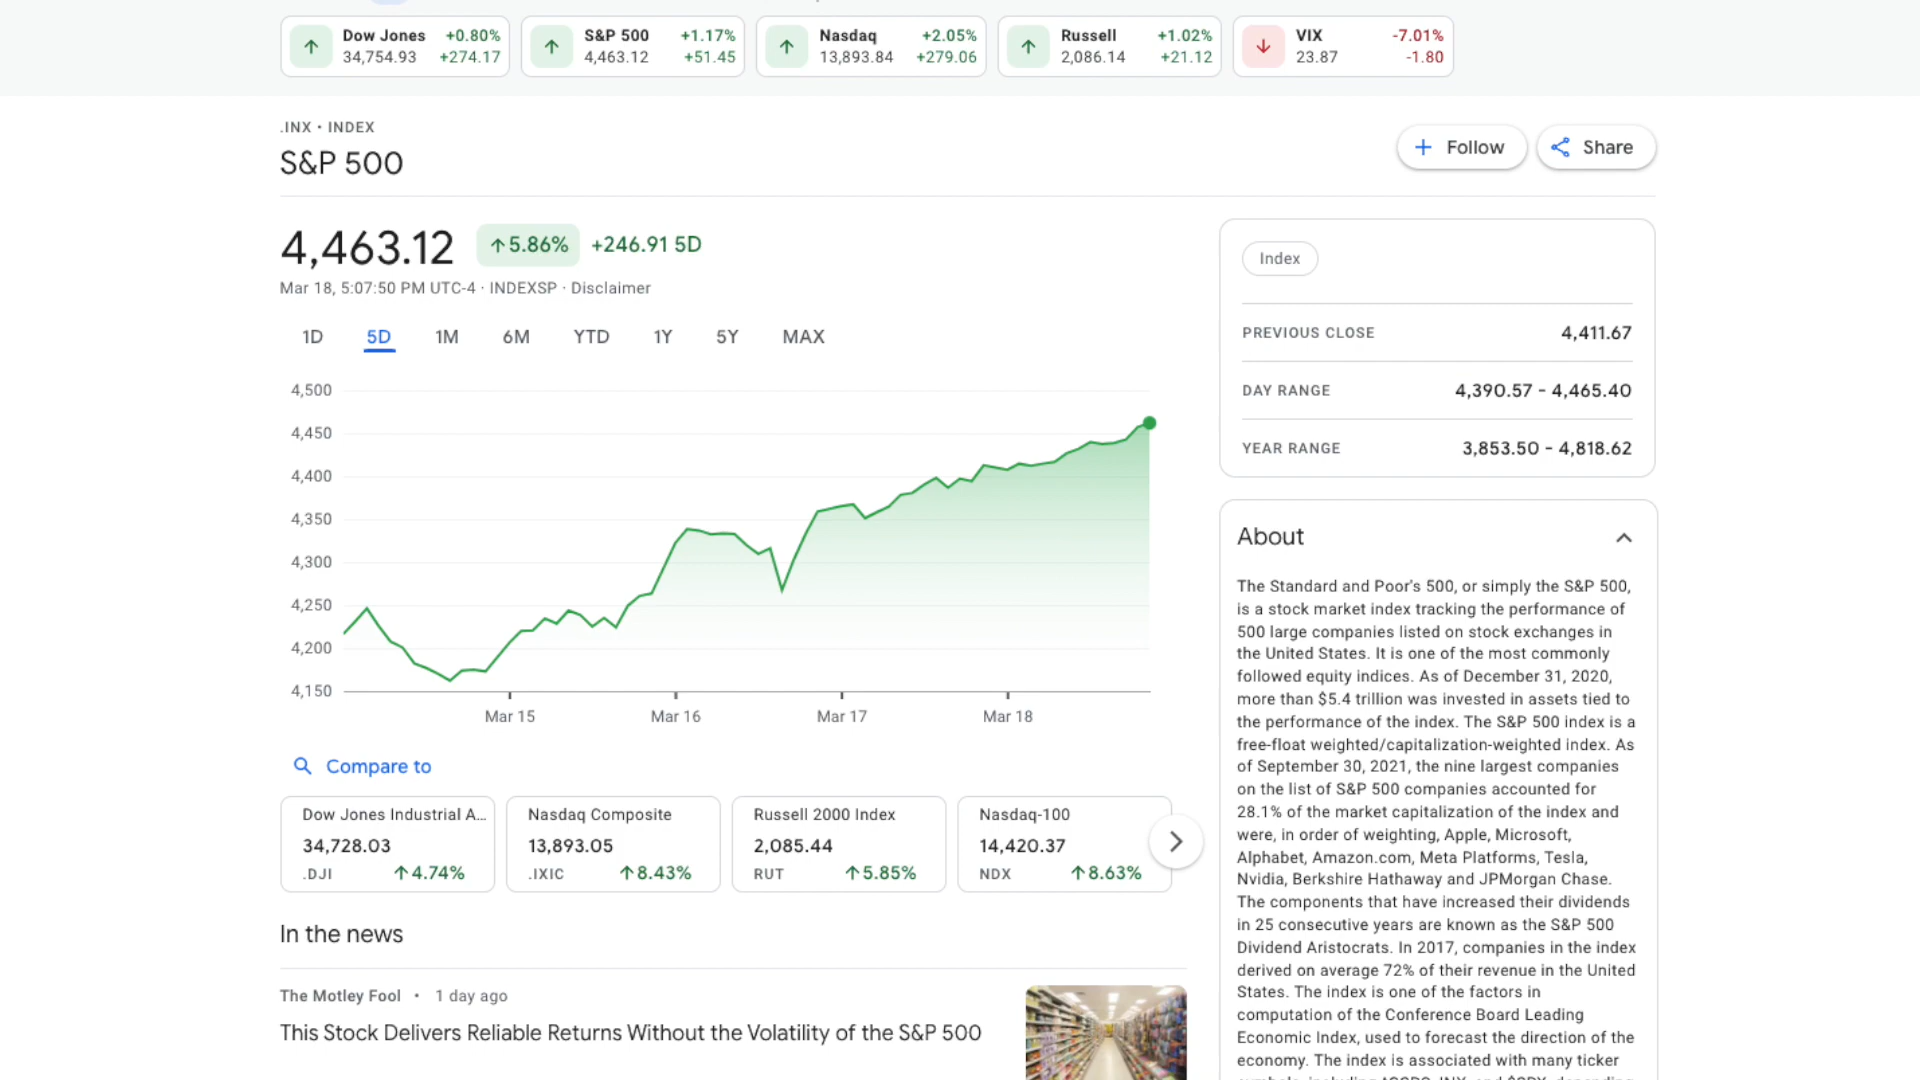 Dow Jones +0.80%
34,754.93 +274.17
S&P 500 +1.17%
4,463.12 +51.45
Nasdaq +2.05%
13,893.84 +279.06
Russell +1.02%
2,086.14 +21.12
VIX -7.01%
23.87 -1.80
.INX • INDEX
S&P 500
Follow
Share
4,463.12 ↑5.86% +246.91 5D
Mar 18, 5:07:50 PM UTC-4 · INDEXSP · Disclaimer
1D 5D 1M 6M YTD 1Y 5Y MAX
4,500
4,450
4,400
4,350
4,300
4,250
4,200
4,150
Mar 15 Mar 16 Mar 17 Mar 18
Compare to
Dow Jones Industrial A...
34,728.03
.DJI ↑4.74%
Nasdaq Composite
13,893.05
.IXIC ↑8.43%
Russell 2000 Index
2,085.44
RUT ↑5.85%
Nasdaq-100
14,420.37
NDX ↑8.63%
In the news
The Motley Fool • 1 day ago
This Stock Delivers Reliable Returns Without the Volatility of the S&P 500
Index
PREVIOUS CLOSE 4,411.67
DAY RANGE 4,390.57 - 4,465.40
YEAR RANGE 3,853.50 - 4,818.62
About
The Standard and Poor's 500, or simply the S&P 500,
is a stock market index tracking the performance of
500 large companies listed on stock exchanges in
the United States. It is one of the most commonly
followed equity indices. As of December 31, 2020,
more than $5.4 trillion was invested in assets tied to
the performance of the index. The S&P 500 index is a
free-float weighted/capitalization-weighted index. As
of September 30, 2021, the nine largest companies
on the list of S&P 500 companies accounted for
28.1% of the market capitalization of the index and
were, in order of weighting, Apple, Microsoft,
Alphabet, Amazon.com, Meta Platforms, Tesla,
Nvidia, Berkshire Hathaway and JPMorgan Chase.
The components that have increased their dividends
in 25 consecutive years are known as the S&P 500
Dividend Aristocrats. In 2017, companies in the index
derived on average 72% of their revenue in the United
States. The index is one of the factors in
computation of the Conference Board Leading
Economic Index, used to forecast the direction of the
economy. The index is associated with many ticker